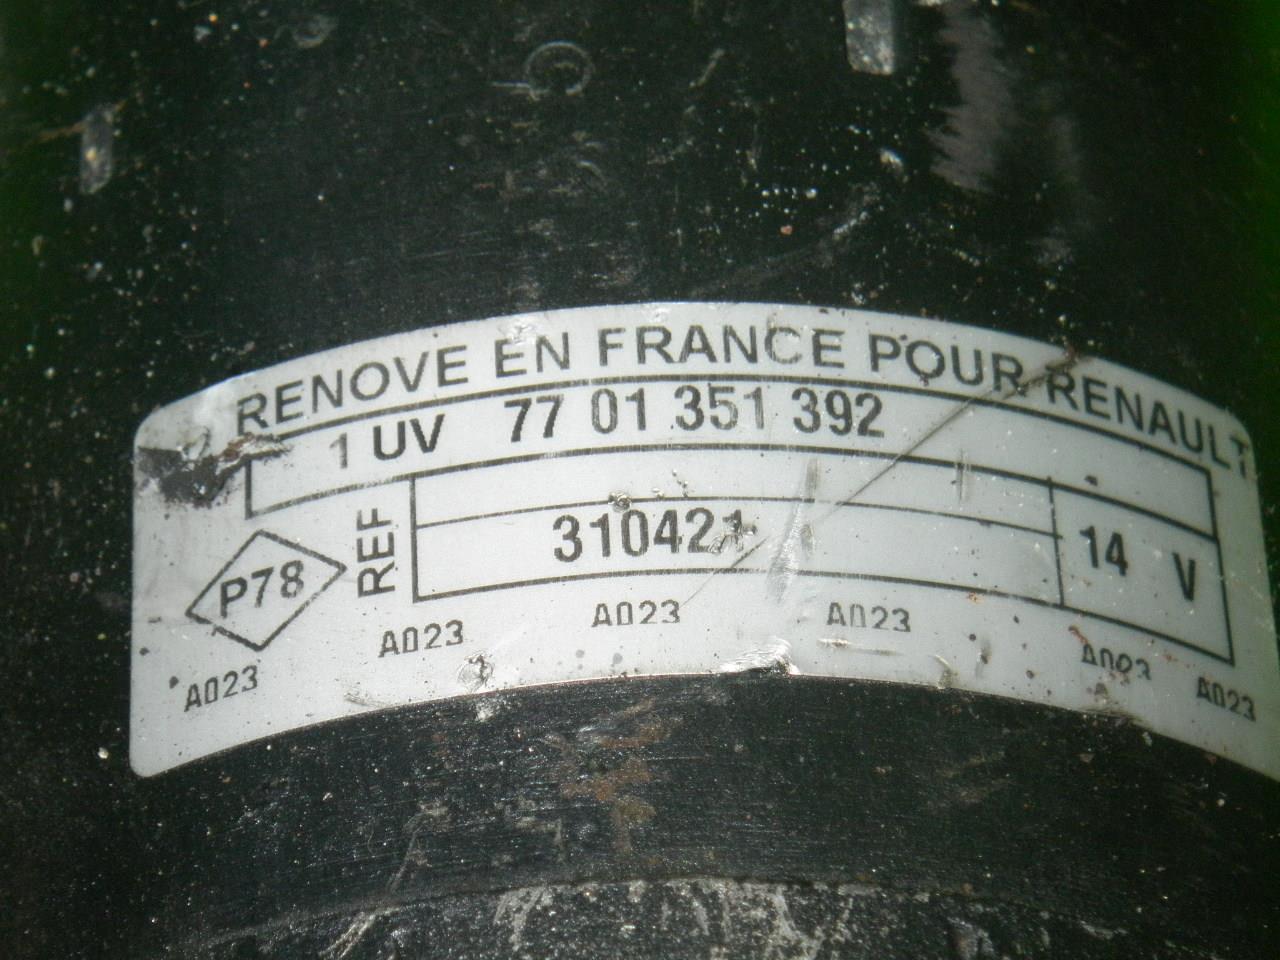 RENOVE EN FRANCE POUR RENAULT
1 UV 77 01 351 392
REF
310421
14 V
P78
A023 A023 A023 A023 A023 A023